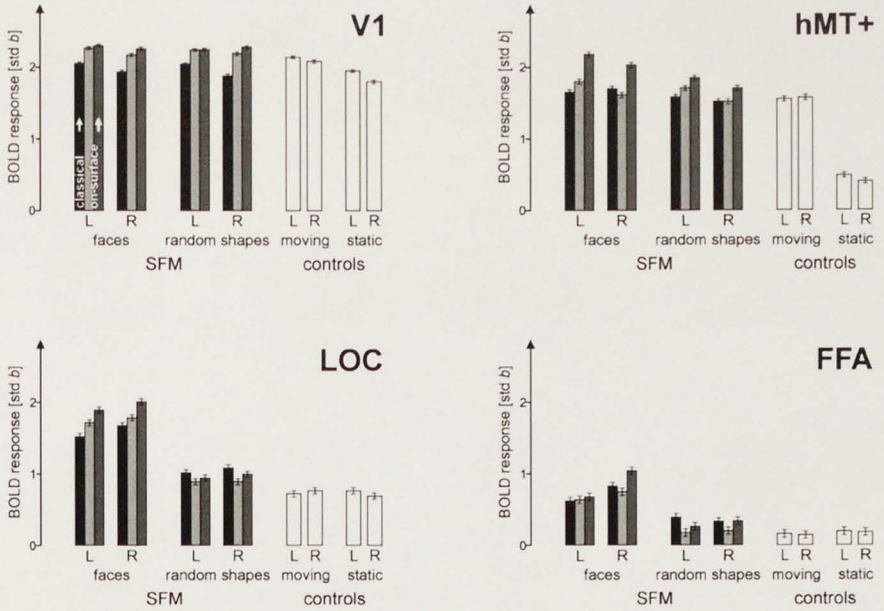 V1
BOLD response [std b]
2
1
0
classical
on-surface
L R L R L R L R
faces random shapes moving static
SFM controls
hMT+
BOLD response [std b]
2
1
0
L R L R L R L R
faces random shapes moving static
SFM controls
LOC
BOLD response [std b]
2
1
0
L R L R L R L R
faces random shapes moving static
SFM controls
FFA
BOLD response [std b]
2
1
0
L R L R L R L R
faces random shapes moving static
SFM controls